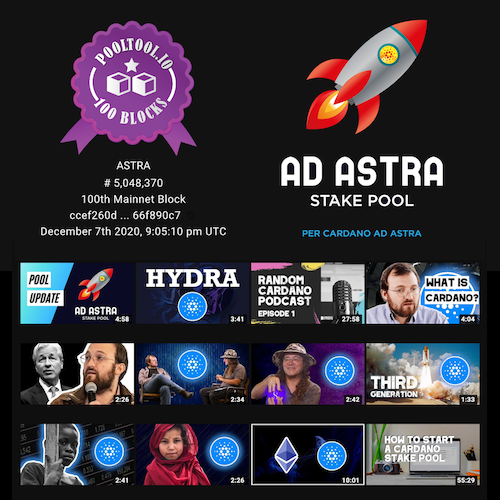 POOLTOOL.IO
100 BLOCKS
ASTRA
# 5,048,370
100th Mainnet Block
ccef260d ... 66f890c7
December 7th 2020, 9:05:10 pm UTC
AD ASTRA
STAKE POOL
PER CARDANO AD ASTRA
POOL
UPDATE
AD ASTRA
STAKE POOL
4:58
HYDRA
3:41
RANDOM
CARDANO
PODCAST
EPISODE 1
27:58
WHAT IS
CARDANO?
4:04
2:26
2:34
2:42
THIRD
GENERATION
1:33
2:41
2:26
10:01
HOW TO START
A CARDANO
STAKE POOL
55:29